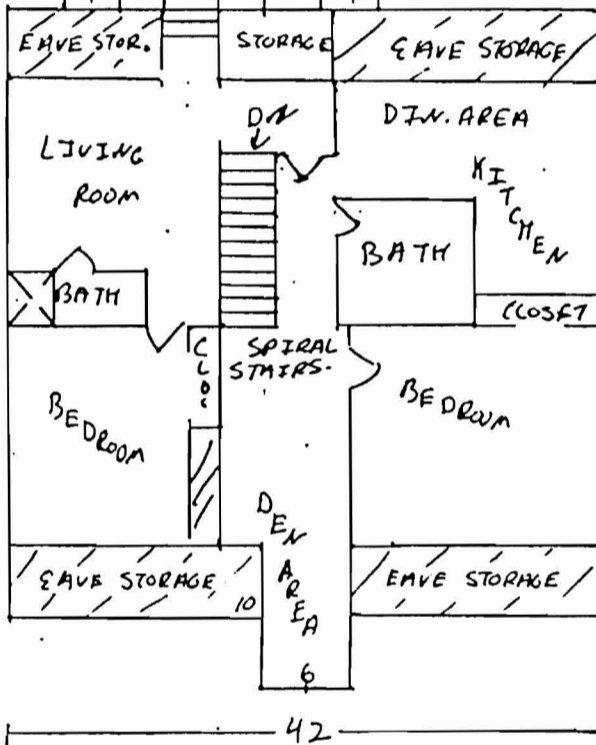 EAVE STOR.
STORAGE
EAVE STORAGE
DN
DIN. AREA
LIVING
ROOM
KITCHEN
BATH
BATH
CLOSET
SPIRAL
STAIRS.
CLOS
BEDROOM
BEDROOM
DEN
AREA
EAVE STORAGE
10
EAVE STORAGE
6
42